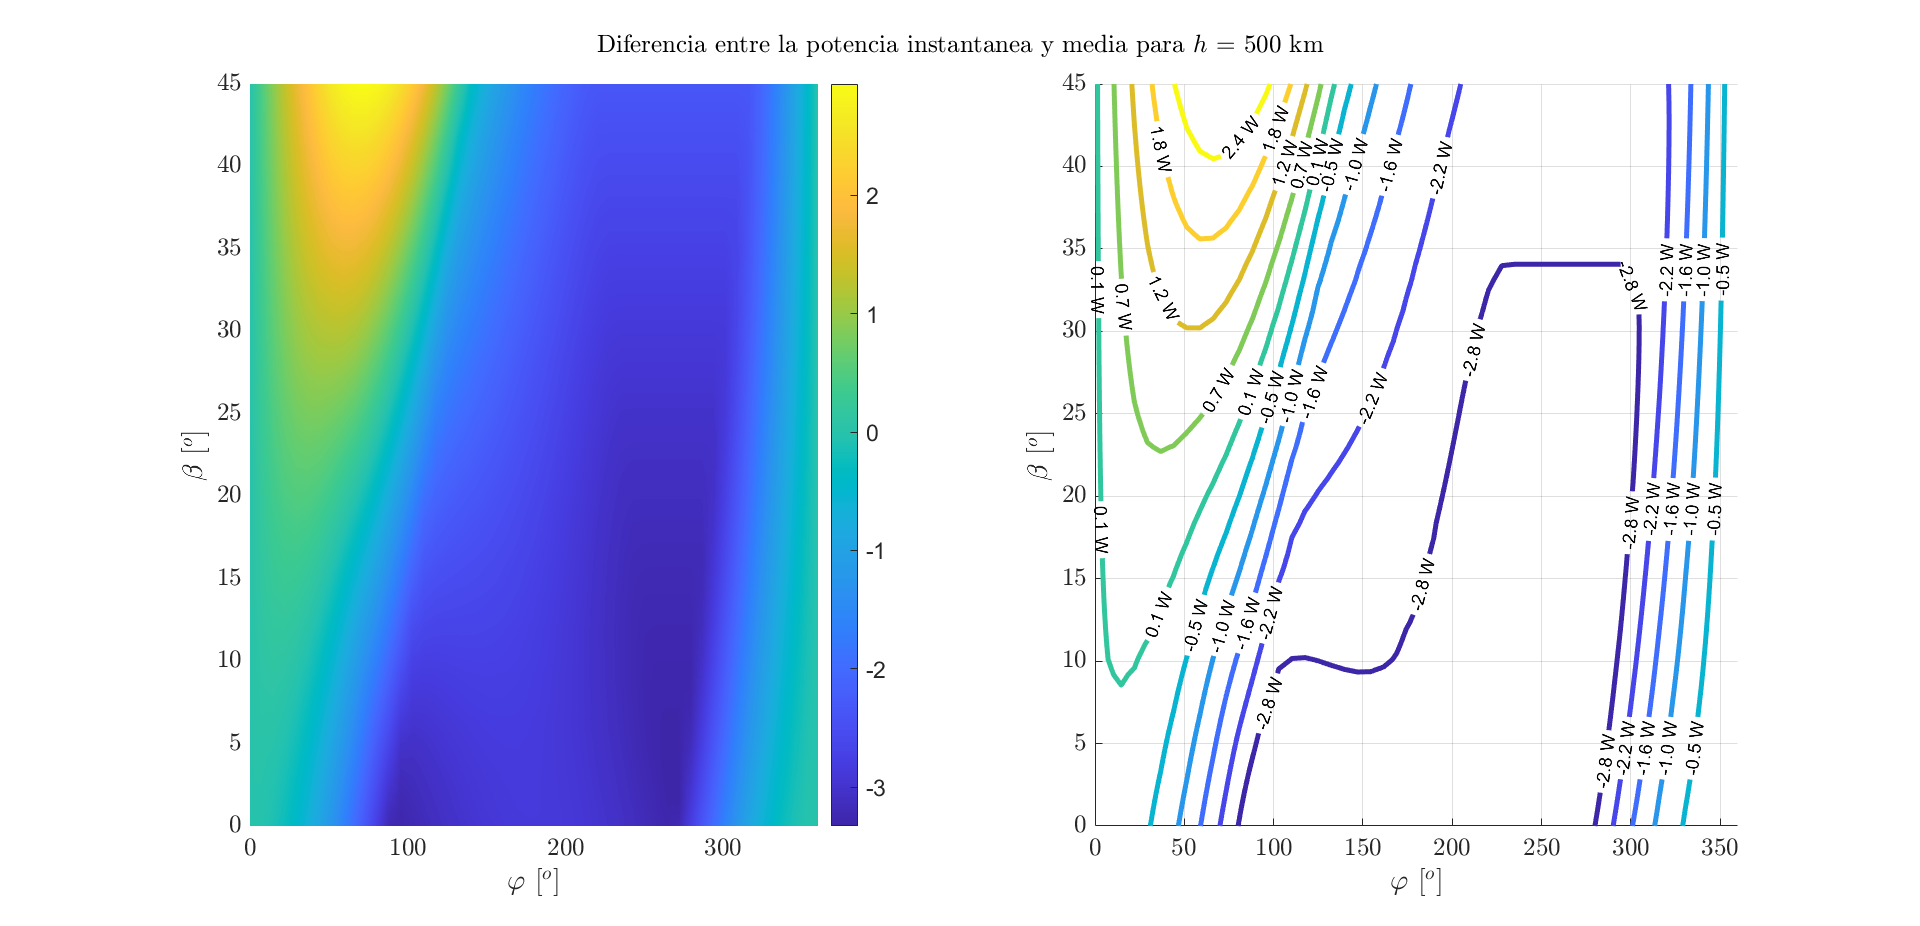 Diferencia entre la potencia instantanea y media para h = 500 km
45
40
35
30
25
20
15
10
5
0
β [º]
0
100
200
300
φ [º]
2
1
0
-1
-2
-3
45
40
35
30
25
20
15
10
5
0
β [º]
0
50
100
150
200
250
300
350
φ [º]
1.8 W
2.4 W
1.8 W
1.2 W
0.7 W
0.1 W
-0.5 W
-1.0 W
-1.6 W
-2.2 W
0.1 W
0.7 W
1.2 W
-2.8 W
-2.2 W
-1.6 W
-1.0 W
-0.5 W
0.7 W
0.1 W
-0.5 W
-1.0 W
-1.6 W
-2.2 W
-2.8 W
0.1 W
-2.8 W
-2.2 W
-1.6 W
-1.0 W
-0.5 W
0.1 W
-0.5 W
-1.0 W
-1.6 W
-2.2 W
-2.8 W
-2.8 W
-2.8 W
-2.2 W
-1.6 W
-1.0 W
-0.5 W